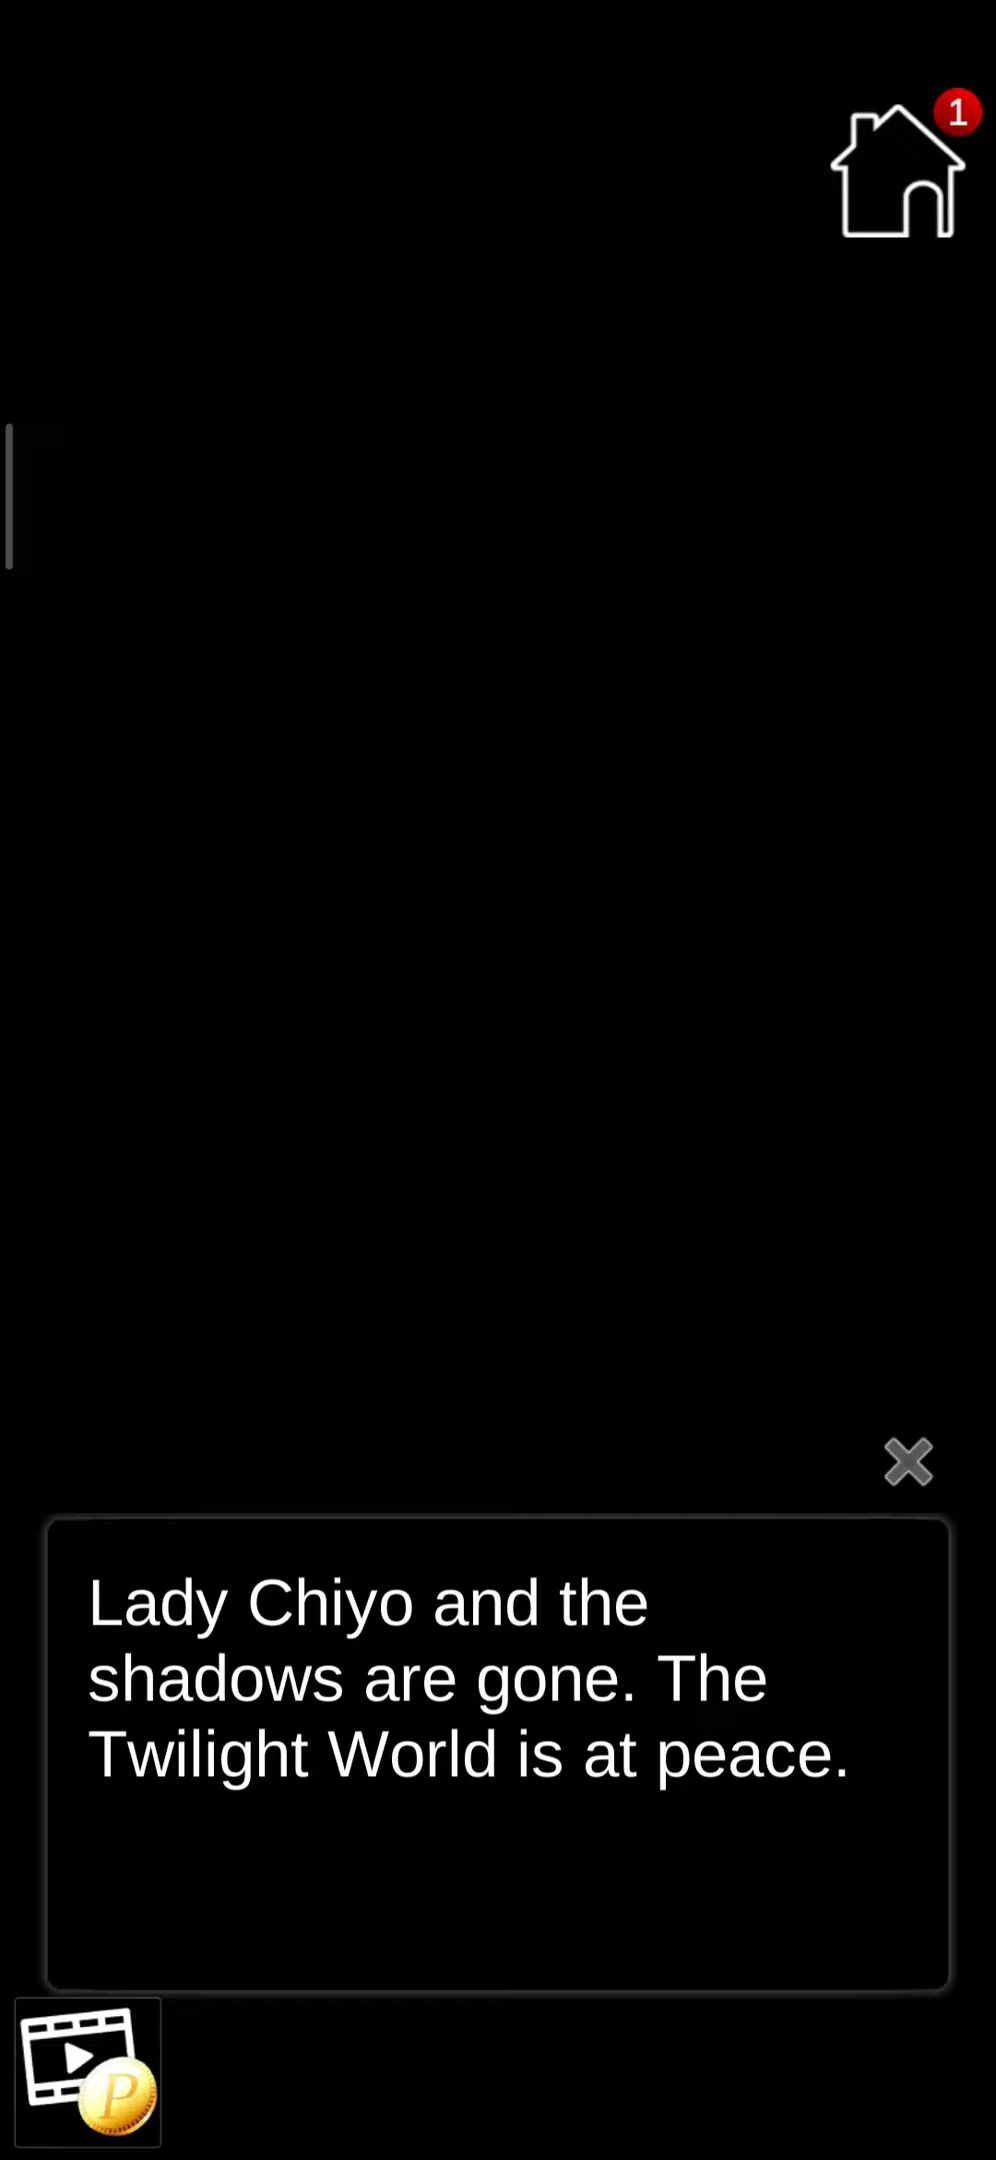 1
Lady Chiyo and the
shadows are gone. The
Twilight World is at peace.
P